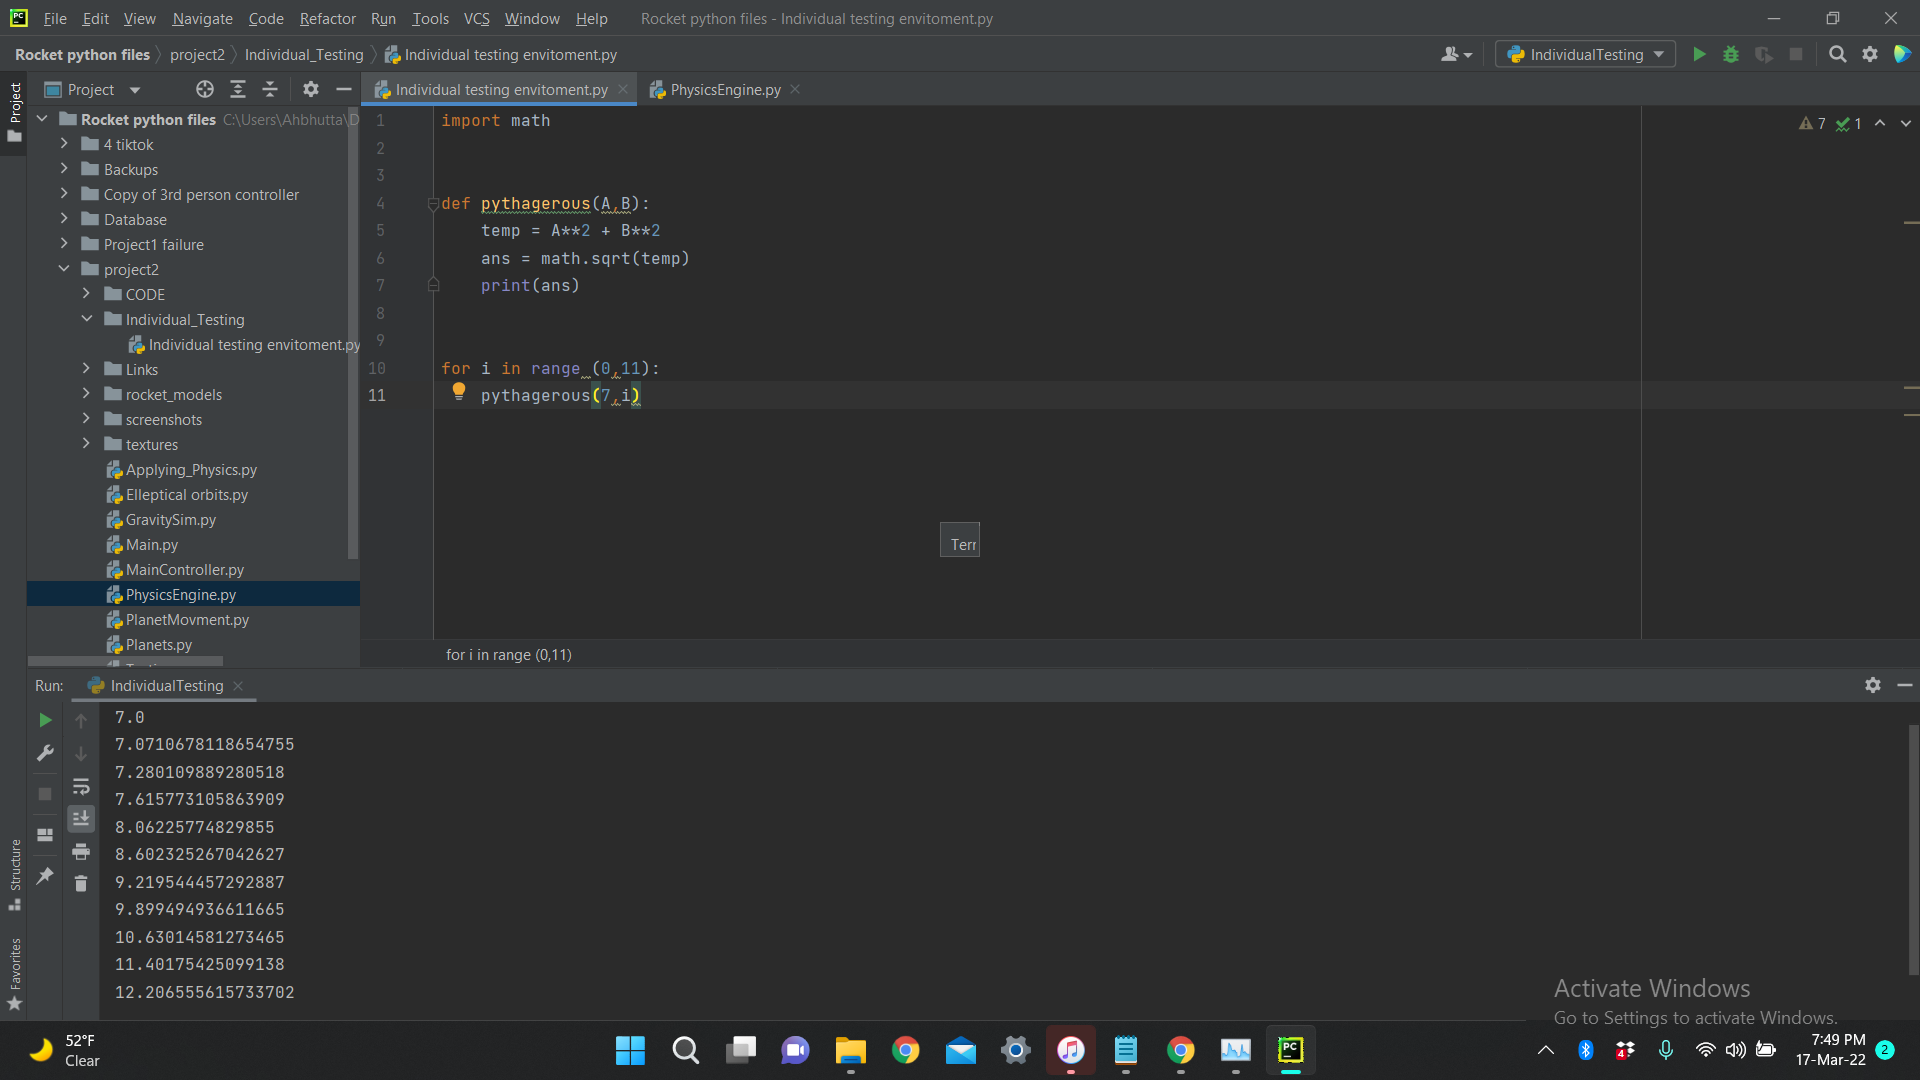 File Edit View Navigate Code Refactor Run Tools VCS Window Help Rocket python files - Individual testing envitoment.py
Rocket python files project2 Individual_Testing Individual testing envitoment.py IndividualTesting
Project Individual testing envitoment.py PhysicsEngine.py
Project
Rocket python files C:\Users\Ahbhutta\D
4 tiktok
Backups
Copy of 3rd person controller
Database
Project1 failure
project2
CODE
Individual_Testing
Individual testing envitoment.py
Links
rocket_models
screenshots
textures
Applying_Physics.py
Elleptical orbits.py
GravitySim.py
Main.py
MainController.py
PhysicsEngine.py
PlanetMovment.py
Planets.py
7 1
1 import math
2
3
4 def pythagerous(A,B):
5 temp = A**2 + B**2
6 ans = math.sqrt(temp)
7 print(ans)
8
9
10 for i in range (0,11):
11 pythagerous(7,i)
for i in range (0,11)
Run: IndividualTesting
7.0
7.0710678118654755
7.280109889280518
7.615773105863909
8.06225774829855
8.602325267042627
9.219544457292887
9.899494936611665
10.63014581273465
11.40175425099138
12.206555615733702
Structure
Favorites
Activate Windows
Go to Settings to activate Windows.
52°F
Clear
PC
4
7:49 PM
17-Mar-22
2